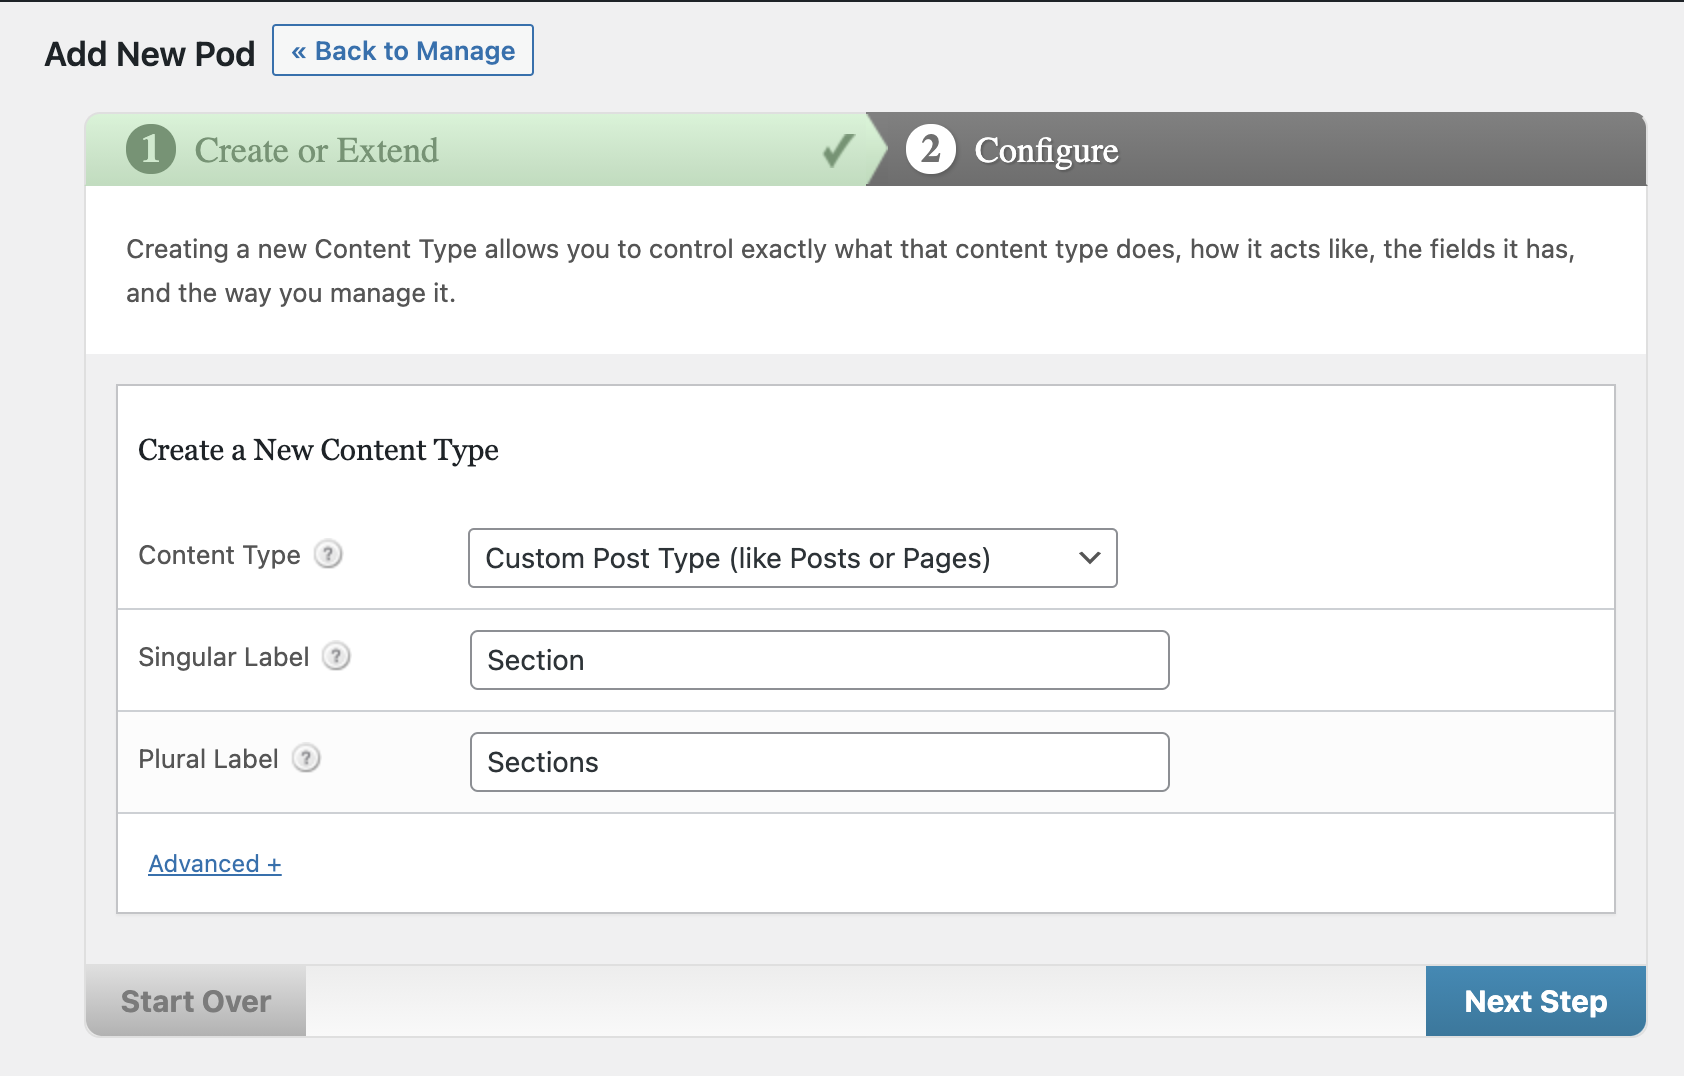 Add New Pod
« Back to Manage
1 Create or Extend ✓
2 Configure
Creating a new Content Type allows you to control exactly what that content type does, how it acts like, the fields it has,
and the way you manage it.
Create a New Content Type
Content Type ?
Custom Post Type (like Posts or Pages)
Singular Label ?
Section
Plural Label ?
Sections
Advanced +
Start Over
Next Step